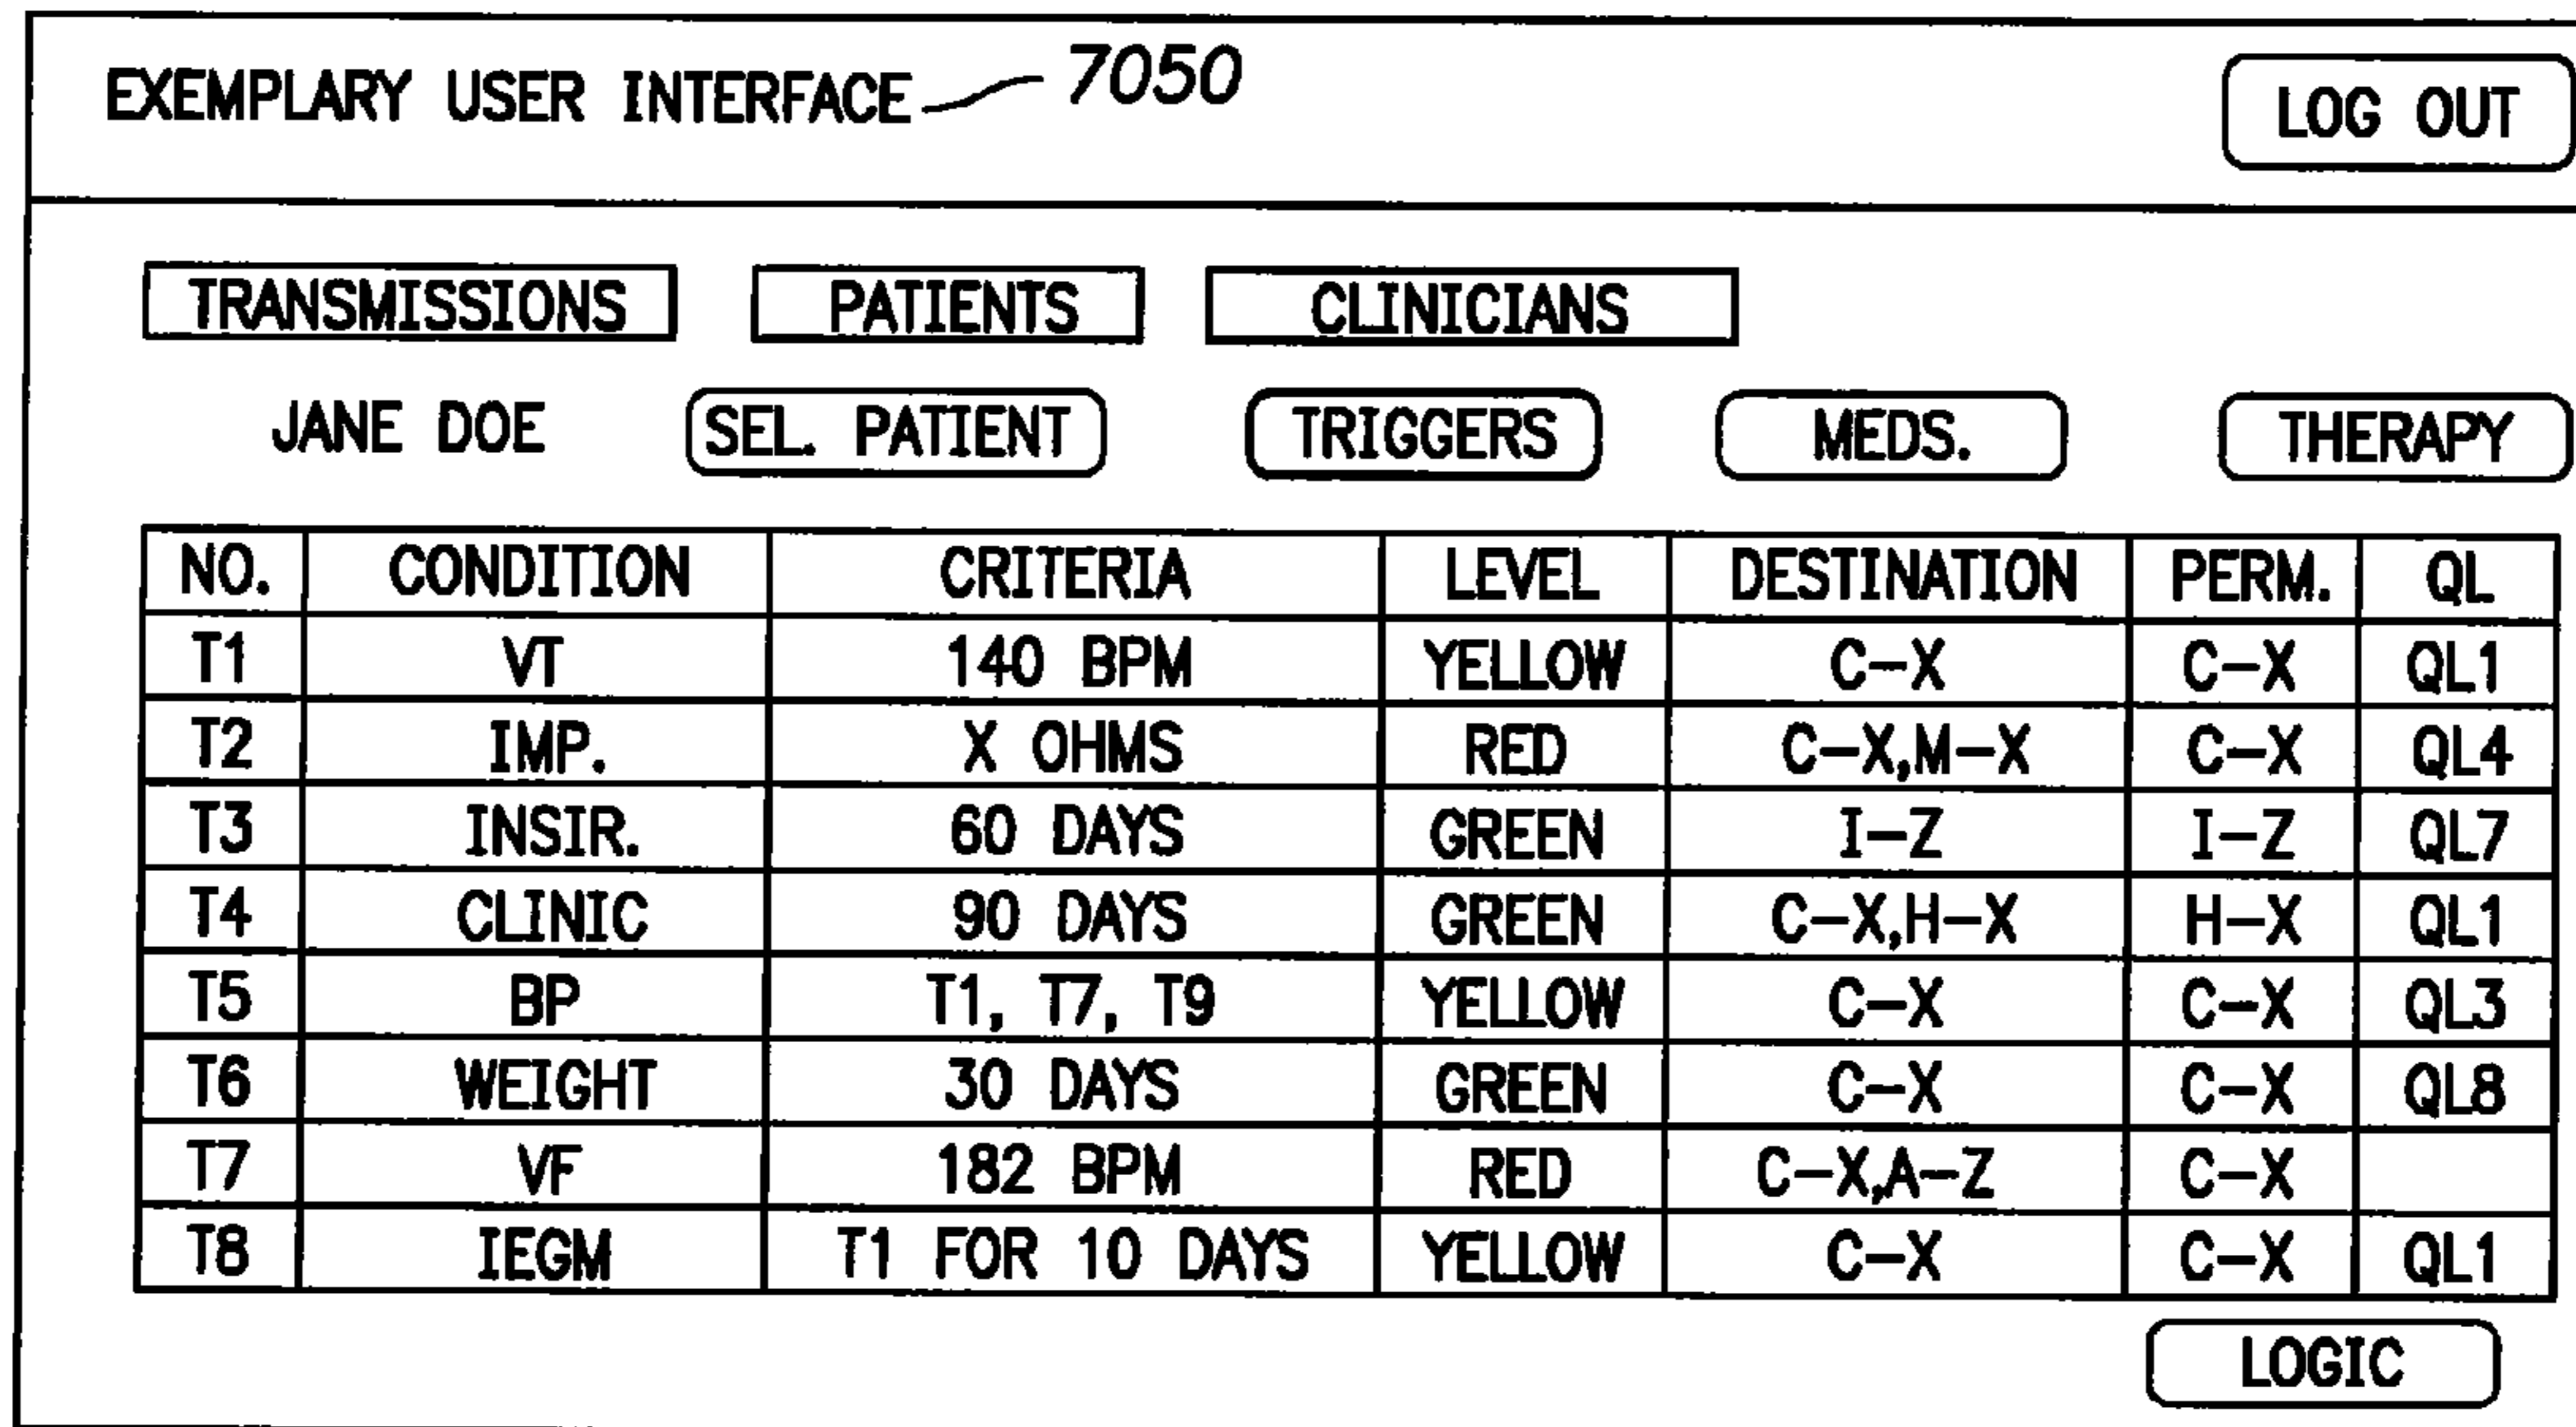 EXEMPLARY USER INTERFACE 7050 LOG OUT
TRANSMISSIONS PATIENTS CLINICIANS
JANE DOE SEL. PATIENT TRIGGERS MEDS. THERAPY
NO. CONDITION CRITERIA LEVEL DESTINATION PERM. QL
T1 VT 140 BPM YELLOW C-X C-X QL1
T2 IMP. X OHMS RED C-X,M-X C-X QL4
T3 INSIR. 60 DAYS GREEN I-Z I-Z QL7
T4 CLINIC 90 DAYS GREEN C-X,H-X H-X QL1
T5 BP T1, T7, T9 YELLOW C-X C-X QL3
T6 WEIGHT 30 DAYS GREEN C-X C-X QL8
T7 VF 182 BPM RED C-X,A-Z C-X
T8 IEGM T1 FOR 10 DAYS YELLOW C-X C-X QL1
LOGIC